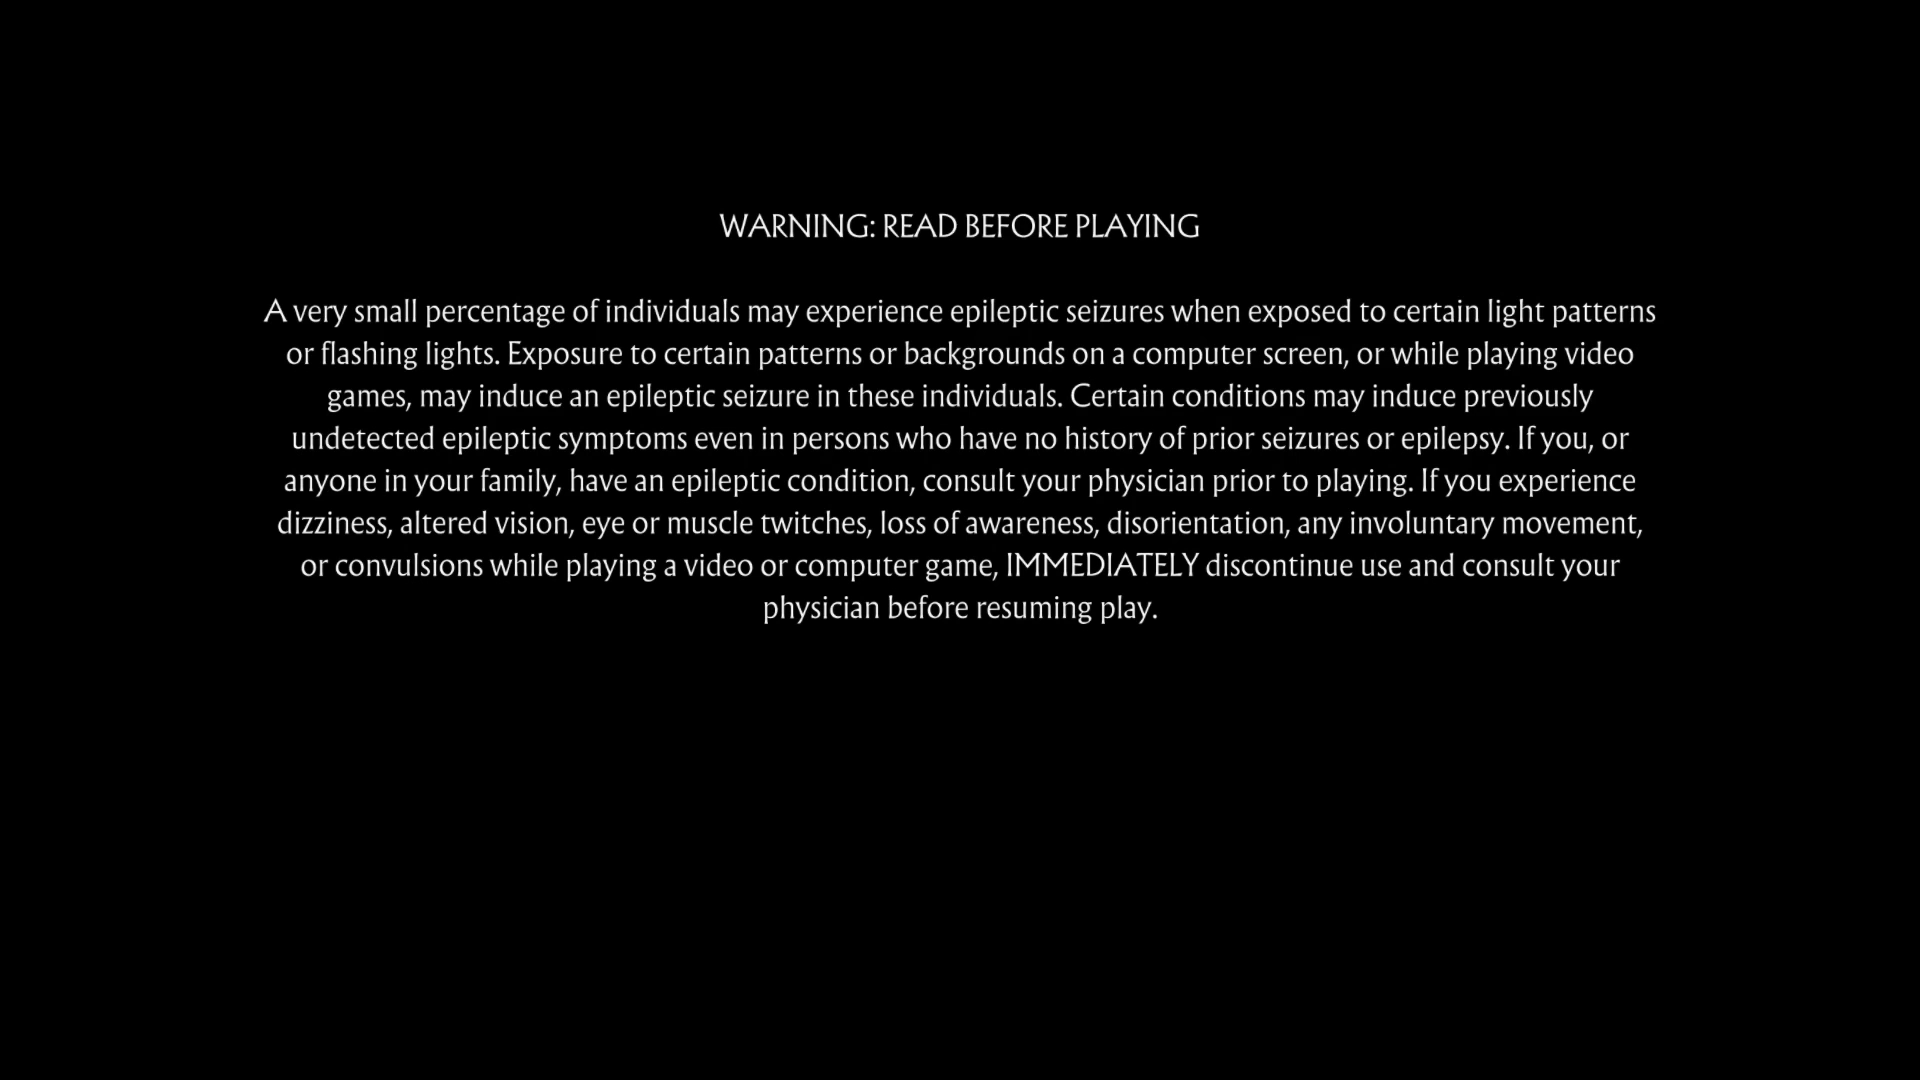 WARNING: READ BEFORE PLAYING
A very small percentage of individuals may experience epileptic seizures when exposed to certain light patterns
or flashing lights. Exposure to certain patterns or backgrounds on a computer screen, or while playing video
games, may induce an epileptic seizure in these individuals. Certain conditions may induce previously
undetected epileptic symptoms even in persons who have no history of prior seizures or epilepsy. If you, or
anyone in your family, have an epileptic condition, consult your physician prior to playing. If you experience
dizziness, altered vision, eye or muscle twitches, loss of awareness, disorientation, any involuntary movement,
or convulsions while playing a video or computer game, IMMEDIATELY discontinue use and consult your
physician before resuming play.